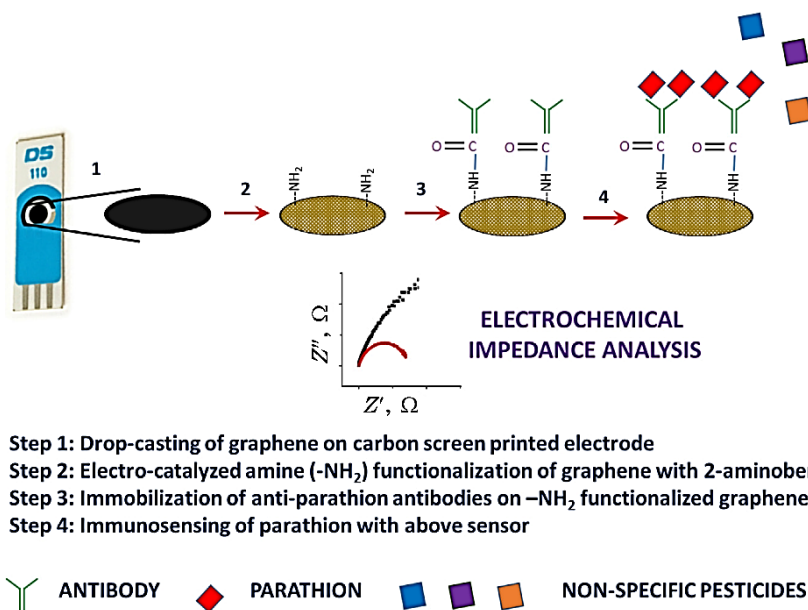 DS
110
1
2
3
4
-NH₂
-NH₂
O=C
-NH-
O=C
-NH-
O=C
-NH-
O=C
-NH-
Z'', Ω
Z', Ω
ELECTROCHEMICAL
IMPEDANCE ANALYSIS
Step 1: Drop-casting of graphene on carbon screen printed electrode
Step 2: Electro-catalyzed amine (-NH₂) functionalization of graphene with 2-aminobe
Step 3: Immobilization of anti-parathion antibodies on –NH₂ functionalized graphene
Step 4: Immunosensing of parathion with above sensor
ANTIBODY PARATHION NON-SPECIFIC PESTICIDES